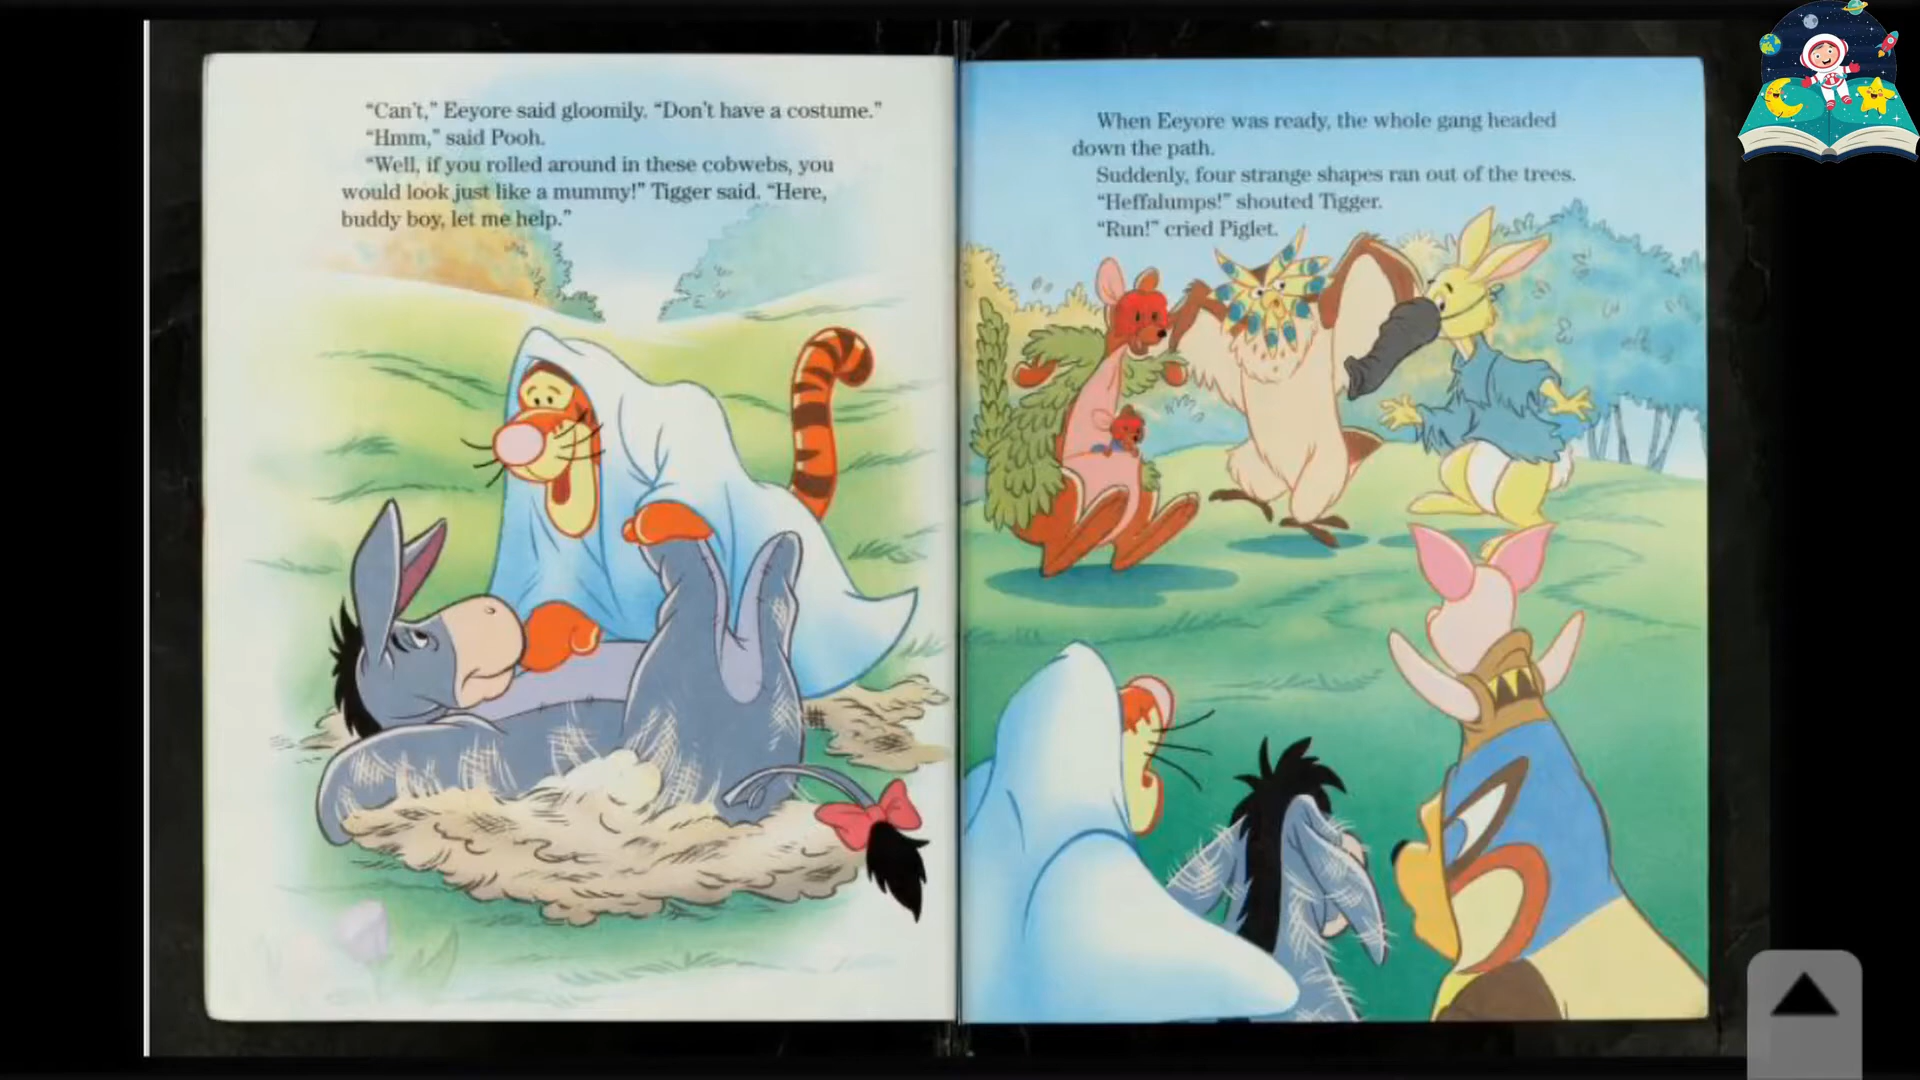 “Can’t,” Eeyore said gloomily. “Don’t have a costume.”
“Hmm,” said Pooh.
“Well, if you rolled around in these cobwebs, you
would look just like a mummy!” Tigger said. “Here,
buddy boy, let me help.”
When Eeyore was ready, the whole gang headed
down the path.
Suddenly, four strange shapes ran out of the trees.
“Heffalumps!” shouted Tigger.
“Run!” cried Piglet.